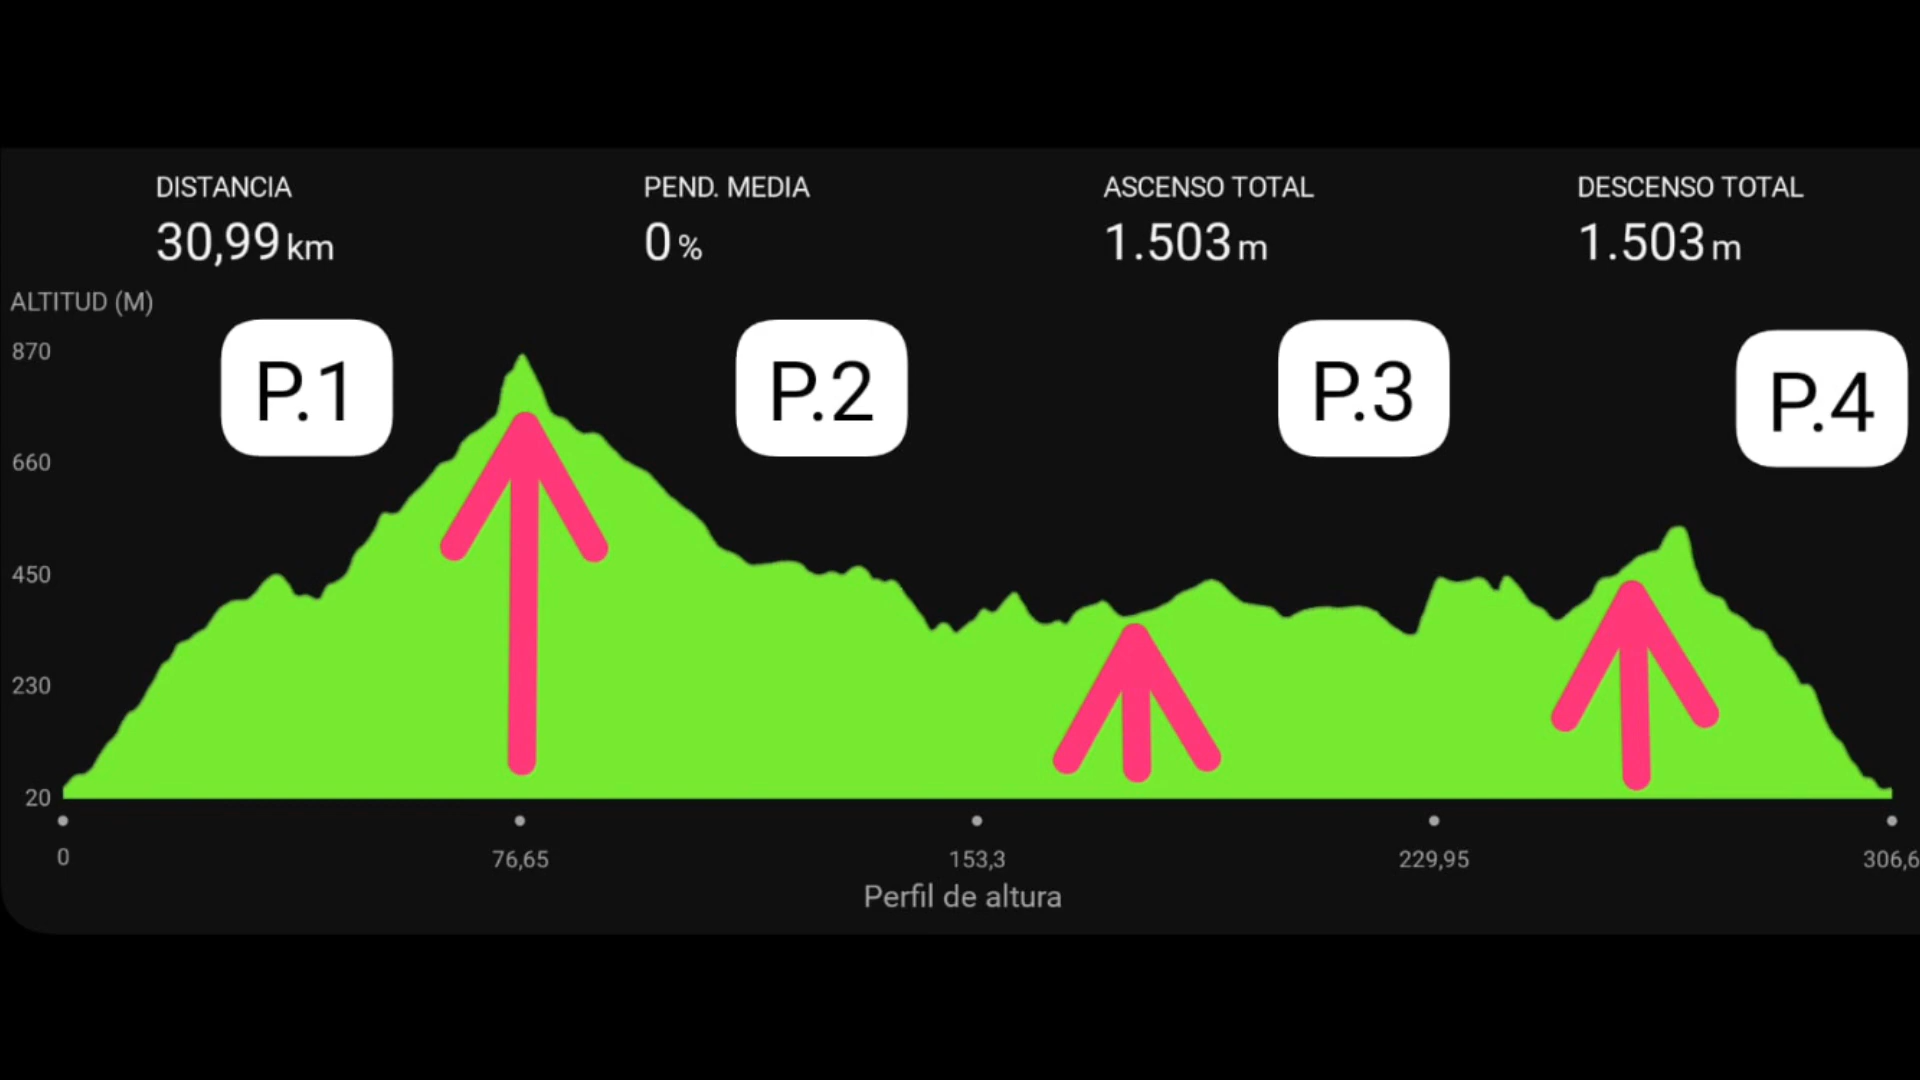 DISTANCIA
30,99 km
PEND. MEDIA
0 %
ASCENSO TOTAL
1.503 m
DESCENSO TOTAL
1.503 m
ALTITUD (M)
870
660
450
230
20
P.1
P.2
P.3
P.4
0
76,65
153,3
229,95
306,6
Perfil de altura